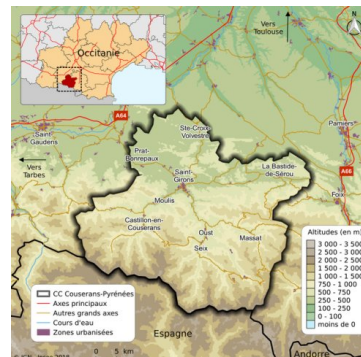 Occitanie
Vers
Toulouse
N
A64
Ste-Croix
Volvestre
Saint-
Gaudens
Prat-
Bonrepaux
Pamiers
La Bastide-
de-Sérou
Saint-
Girons
A66
Vers
Tarbes
Foix
Moulis
Castillon-en-
Couserans
Oust
Massat
Seix
Altitudes (en m)
3 000 - 3 500
2 500 - 3 000
2 000 - 2 500
1 500 - 2 000
1 000 - 1 500
750 - 1 000
500 - 750
250 - 500
100 - 250
0 - 100
moins de 0
CC Couserans-Pyrénées
Axes principaux
Autres grands axes
Cours d'eau
Zones urbanisées
Espagne
Andorre
0 5 km